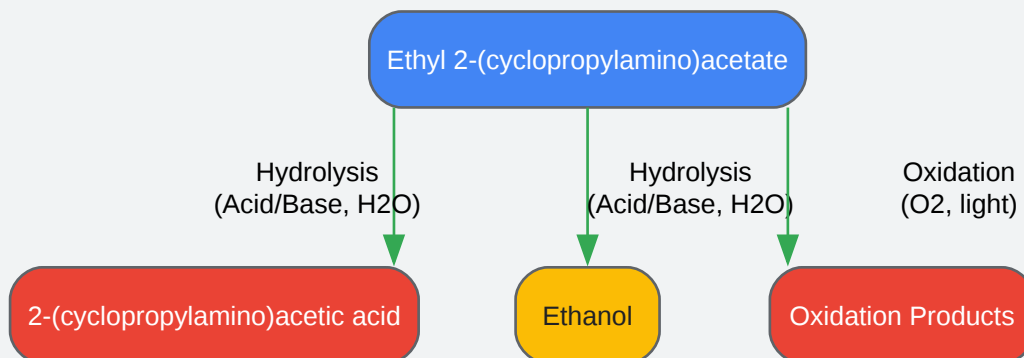 Ethyl 2-(cyclopropylamino)acetate
Hydrolysis
(Acid/Base, H2O)
Hydrolysis
(Acid/Base, H2O)
Oxidation
(O2, light)
2-(cyclopropylamino)acetic acid
Ethanol
Oxidation Products